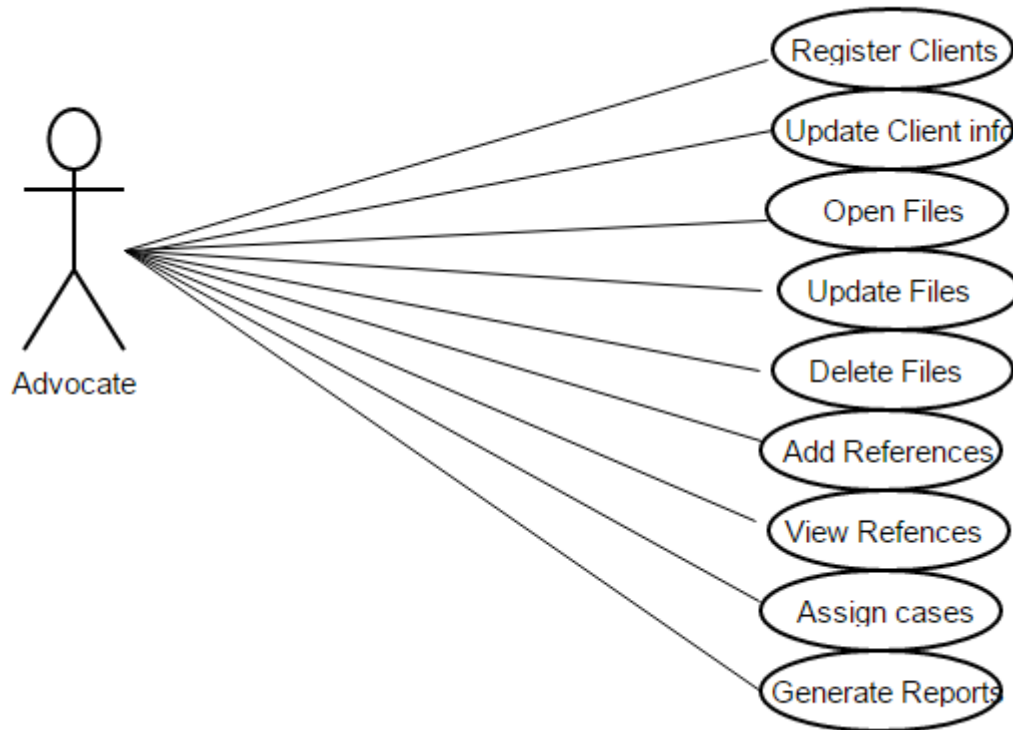 Register Clients
Update Client info
Open Files
Update Files
Delete Files
Advocate
Add References
View Refences
Assign cases
Generate Reports